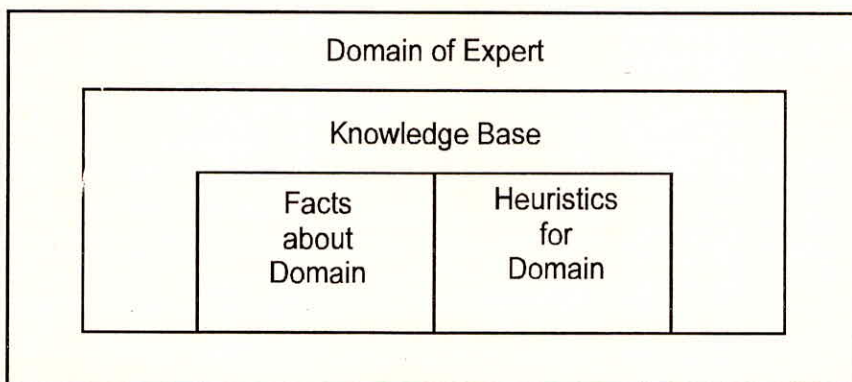 Domain of Expert
Knowledge Base
Facts
about
Domain
Heuristics
for
Domain